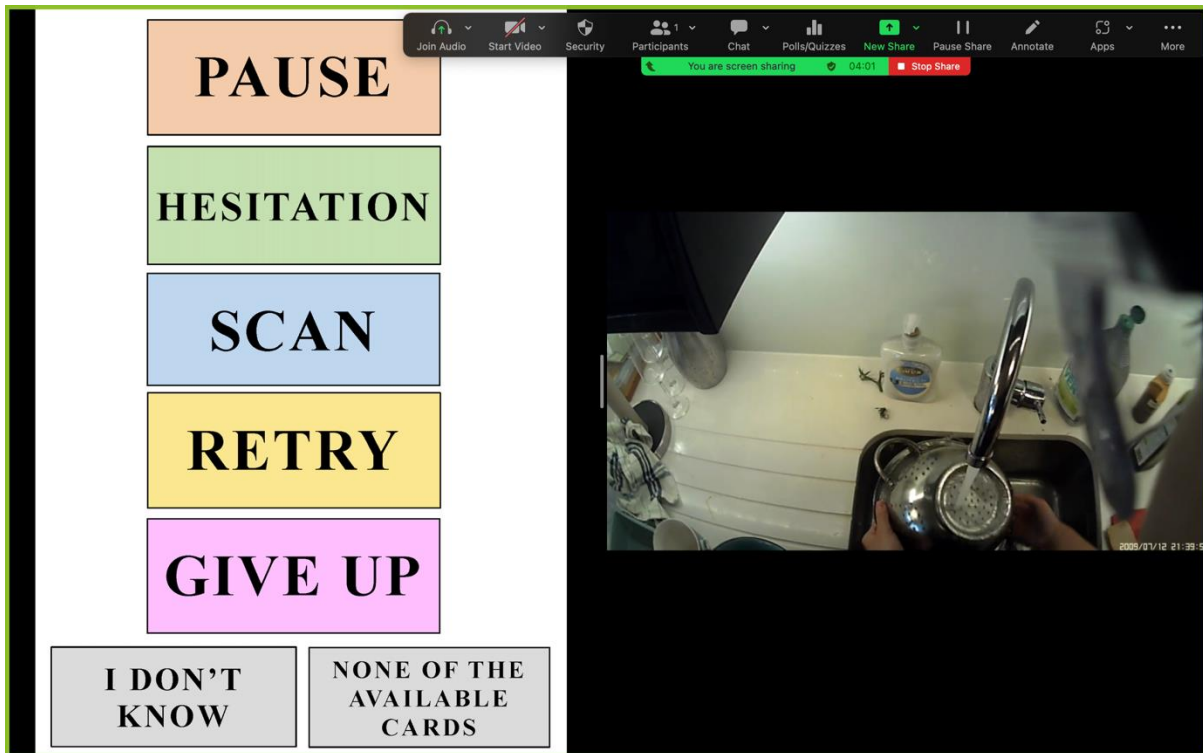 Join Audio
Start Video
Security
Participants
1
Chat
Polls/Quizzes
New Share
Pause Share
Annotate
Apps
More
You are screen sharing
04:01
Stop Share
PAUSE
HESITATION
SCAN
RETRY
GIVE UP
I DON'T
KNOW
NONE OF THE
AVAILABLE
CARDS